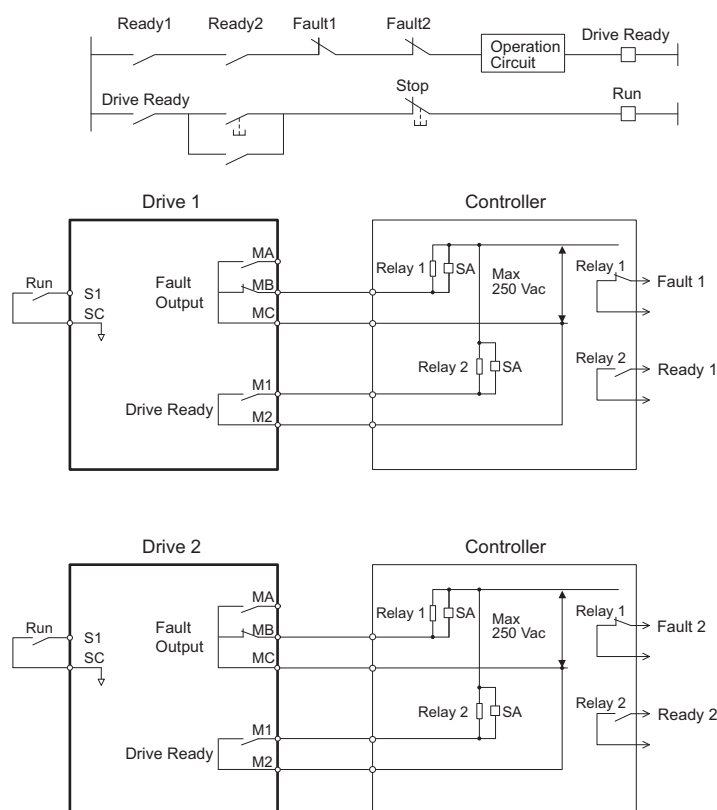 Ready1 Ready2 Fault1 Fault2 Drive Ready
Operation
Circuit
Drive Ready Stop Run
Drive 1 Controller
MA
Relay 1 SA Max
250 Vac Relay 1 Fault 1
Run S1 Fault
Output MB
SC MC
Relay 2 SA Relay 2 Ready 1
M1
Drive Ready
M2
Drive 2 Controller
MA
Relay 1 SA Max
250 Vac Relay 1 Fault 2
Run S1 Fault
Output MB
SC MC
Relay 2 SA Relay 2 Ready 2
M1
Drive Ready
M2